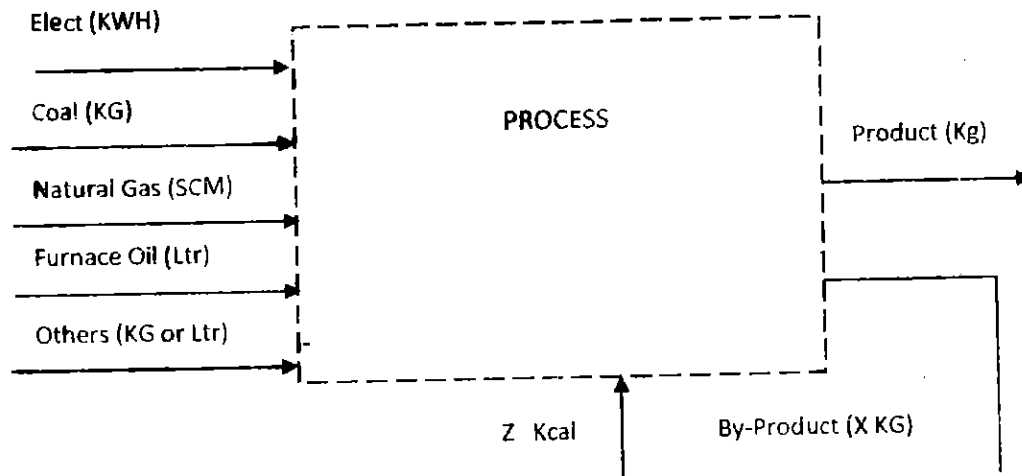 Elect (KWH)
Coal (KG)
PROCESS
Product (Kg)
Natural Gas (SCM)
Furnace Oil (Ltr)
Others (KG or Ltr)
Z Kcal
By-Product (X KG)